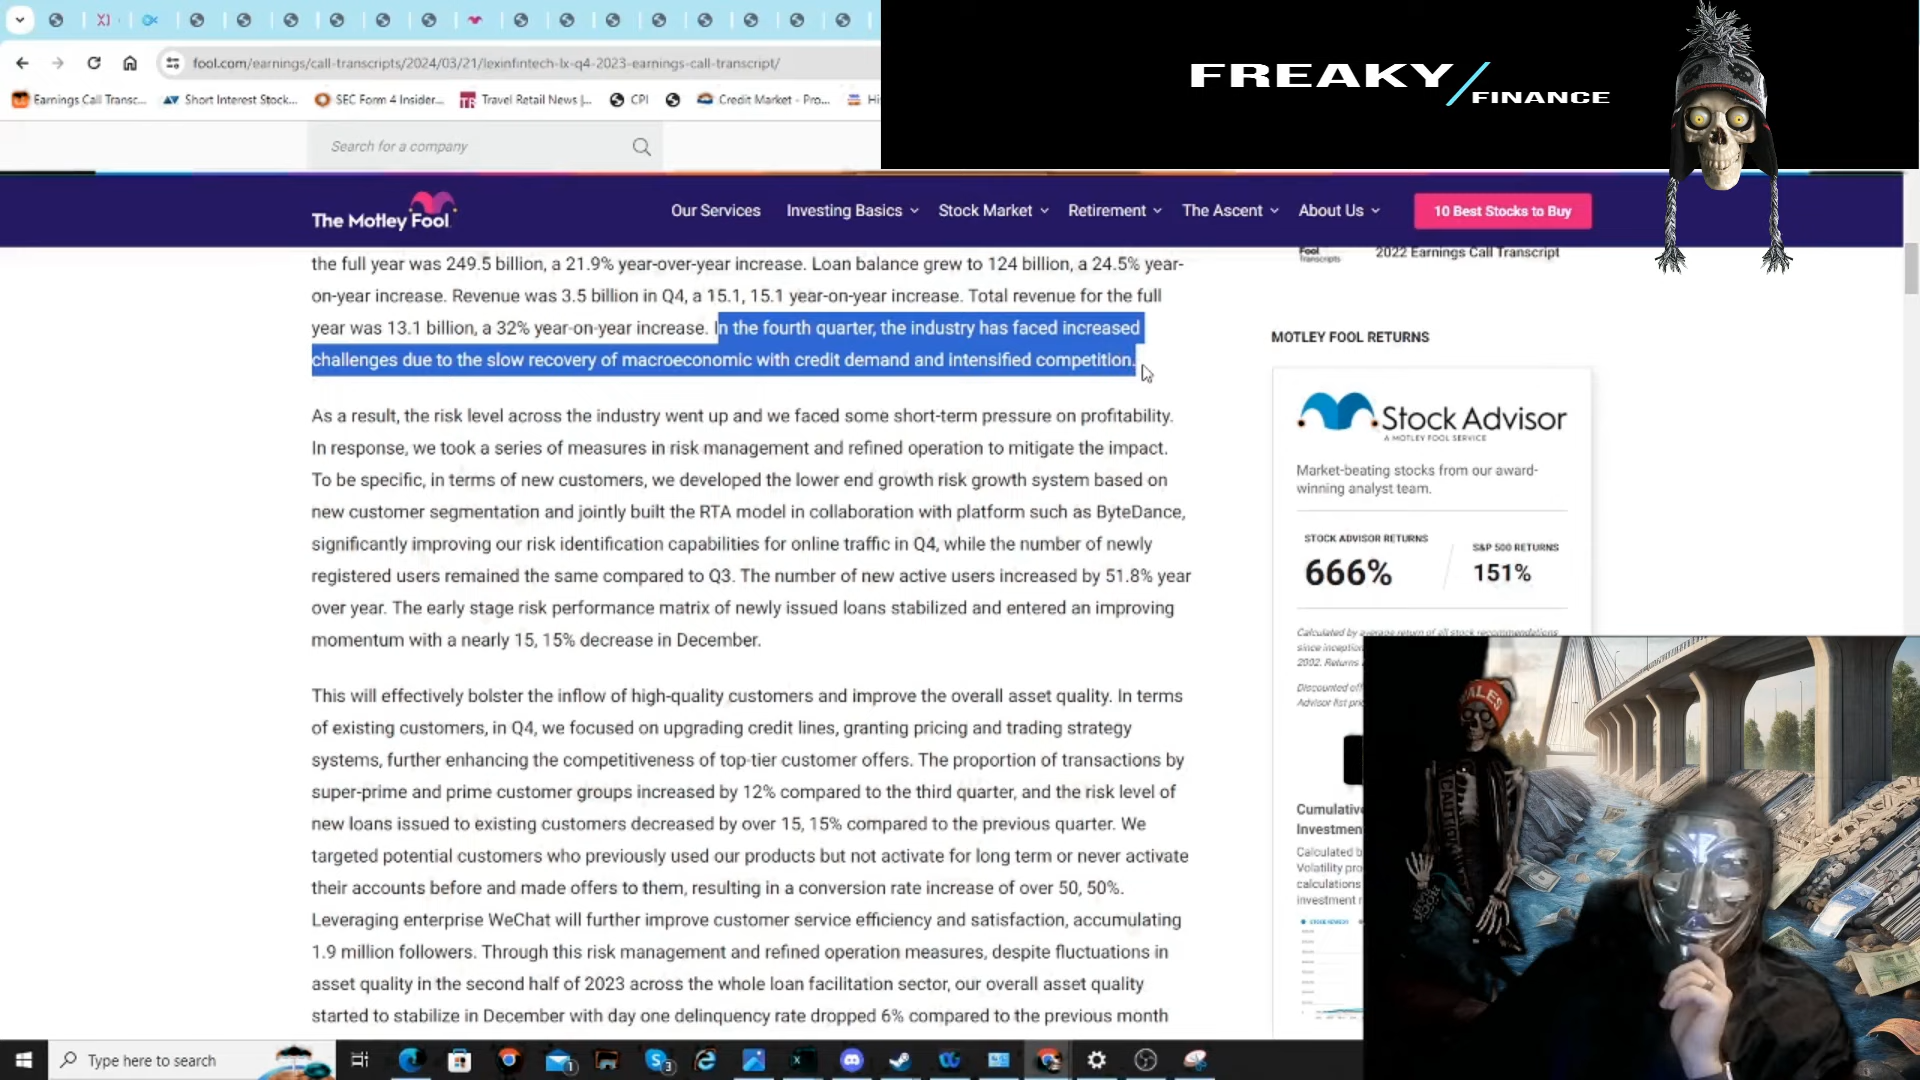 fool.com/earnings/call-transcripts/2024/03/21/lexinfintech-lx-q4-2023-earnings-call-transcript/
Earnings Call Transc... Short Interest Stock... SEC Form 4 Insider... Travel Retail News |... CPI Credit Market - Pro... Hi
FREAKY/FINANCE
Search for a company
The Motley Fool
Our Services Investing Basics Stock Market Retirement The Ascent About Us 10 Best Stocks to Buy
the full year was 249.5 billion, a 21.9% year-over-year increase. Loan balance grew to 124 billion, a 24.5% year-
on-year increase. Revenue was 3.5 billion in Q4, a 15.1, 15.1 year-on-year increase. Total revenue for the full
year was 13.1 billion, a 32% year-on-year increase. In the fourth quarter, the industry has faced increased
challenges due to the slow recovery of macroeconomic with credit demand and intensified competition.
As a result, the risk level across the industry went up and we faced some short-term pressure on profitability.
In response, we took a series of measures in risk management and refined operation to mitigate the impact.
To be specific, in terms of new customers, we developed the lower end growth risk growth system based on
new customer segmentation and jointly built the RTA model in collaboration with platform such as ByteDance,
significantly improving our risk identification capabilities for online traffic in Q4, while the number of newly
registered users remained the same compared to Q3. The number of new active users increased by 51.8% year
over year. The early stage risk performance matrix of newly issued loans stabilized and entered an improving
momentum with a nearly 15, 15% decrease in December.
This will effectively bolster the inflow of high-quality customers and improve the overall asset quality. In terms
of existing customers, in Q4, we focused on upgrading credit lines, granting pricing and trading strategy
systems, further enhancing the competitiveness of top-tier customer offers. The proportion of transactions by
super-prime and prime customer groups increased by 12% compared to the third quarter, and the risk level of
new loans issued to existing customers decreased by over 15, 15% compared to the previous quarter. We
targeted potential customers who previously used our products but not activate for long term or never activate
their accounts before and made offers to them, resulting in a conversion rate increase of over 50, 50%.
Leveraging enterprise WeChat will further improve customer service efficiency and satisfaction, accumulating
1.9 million followers. Through this risk management and refined operation measures, despite fluctuations in
asset quality in the second half of 2023 across the whole loan facilitation sector, our overall asset quality
started to stabilize in December with day one delinquency rate dropped 6% compared to the previous month
Fool
Transcripts
2022 Earnings Call Transcript
MOTLEY FOOL RETURNS
Stock Advisor
A MOTLEY FOOL SERVICE
Market-beating stocks from our award-
winning analyst team.
STOCK ADVISOR RETURNS
666%
S&P 500 RETURNS
151%
Calculated by average return of all stock recommendations
since inception
2002. Returns
Discounted off
Advisor list
Cumulative
Investmen
Calculated b
Volatility pro
calculations
investment r
Type here to search